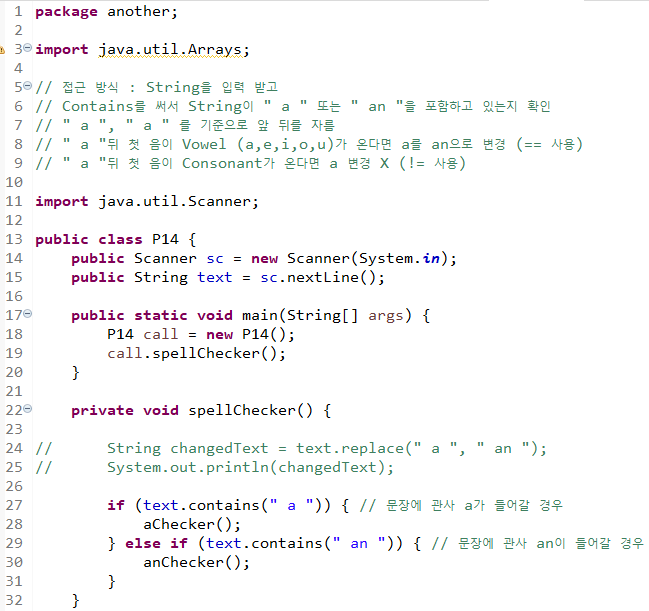 1 package another;
2
3 import java.util.Arrays;
4
5 // 접근 방식 : String을 입력 받고
6 // Contains를 써서 String이 " a " 또는 " an "을 포함하고 있는지 확인
7 // " a ", " a " 를 기준으로 앞 뒤를 자름
8 // " a "뒤 첫 음이 Vowel (a,e,i,o,u)가 온다면 a를 an으로 변경 (== 사용)
9 // " a "뒤 첫 음이 Consonant가 온다면 a 변경 X (!= 사용)
10
11 import java.util.Scanner;
12
13 public class P14 {
14 public Scanner sc = new Scanner(System.in);
15 public String text = sc.nextLine();
16
17 public static void main(String[] args) {
18 P14 call = new P14();
19 call.spellChecker();
20 }
21
22 private void spellChecker() {
23
24 // String changedText = text.replace(" a ", " an ");
25 // System.out.println(changedText);
26
27 if (text.contains(" a ")) { // 문장에 관사 a가 들어갈 경우
28 aChecker();
29 } else if (text.contains(" an ")) { // 문장에 관사 an이 들어갈 경우
30 anChecker();
31 }
32 }